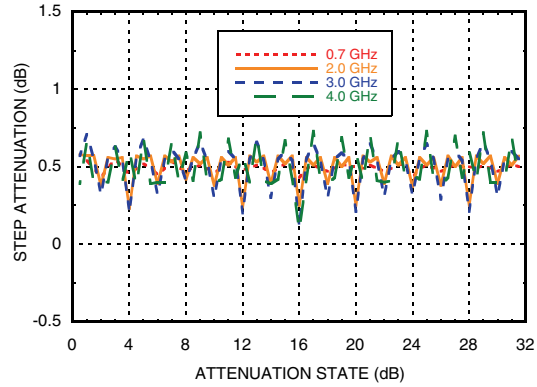 1.5
1
0.5
0
-0.5
STEP ATTENUATION (dB)
0.7 GHz
2.0 GHz
3.0 GHz
4.0 GHz
0 4 8 12 16 20 24 28 32
ATTENUATION STATE (dB)